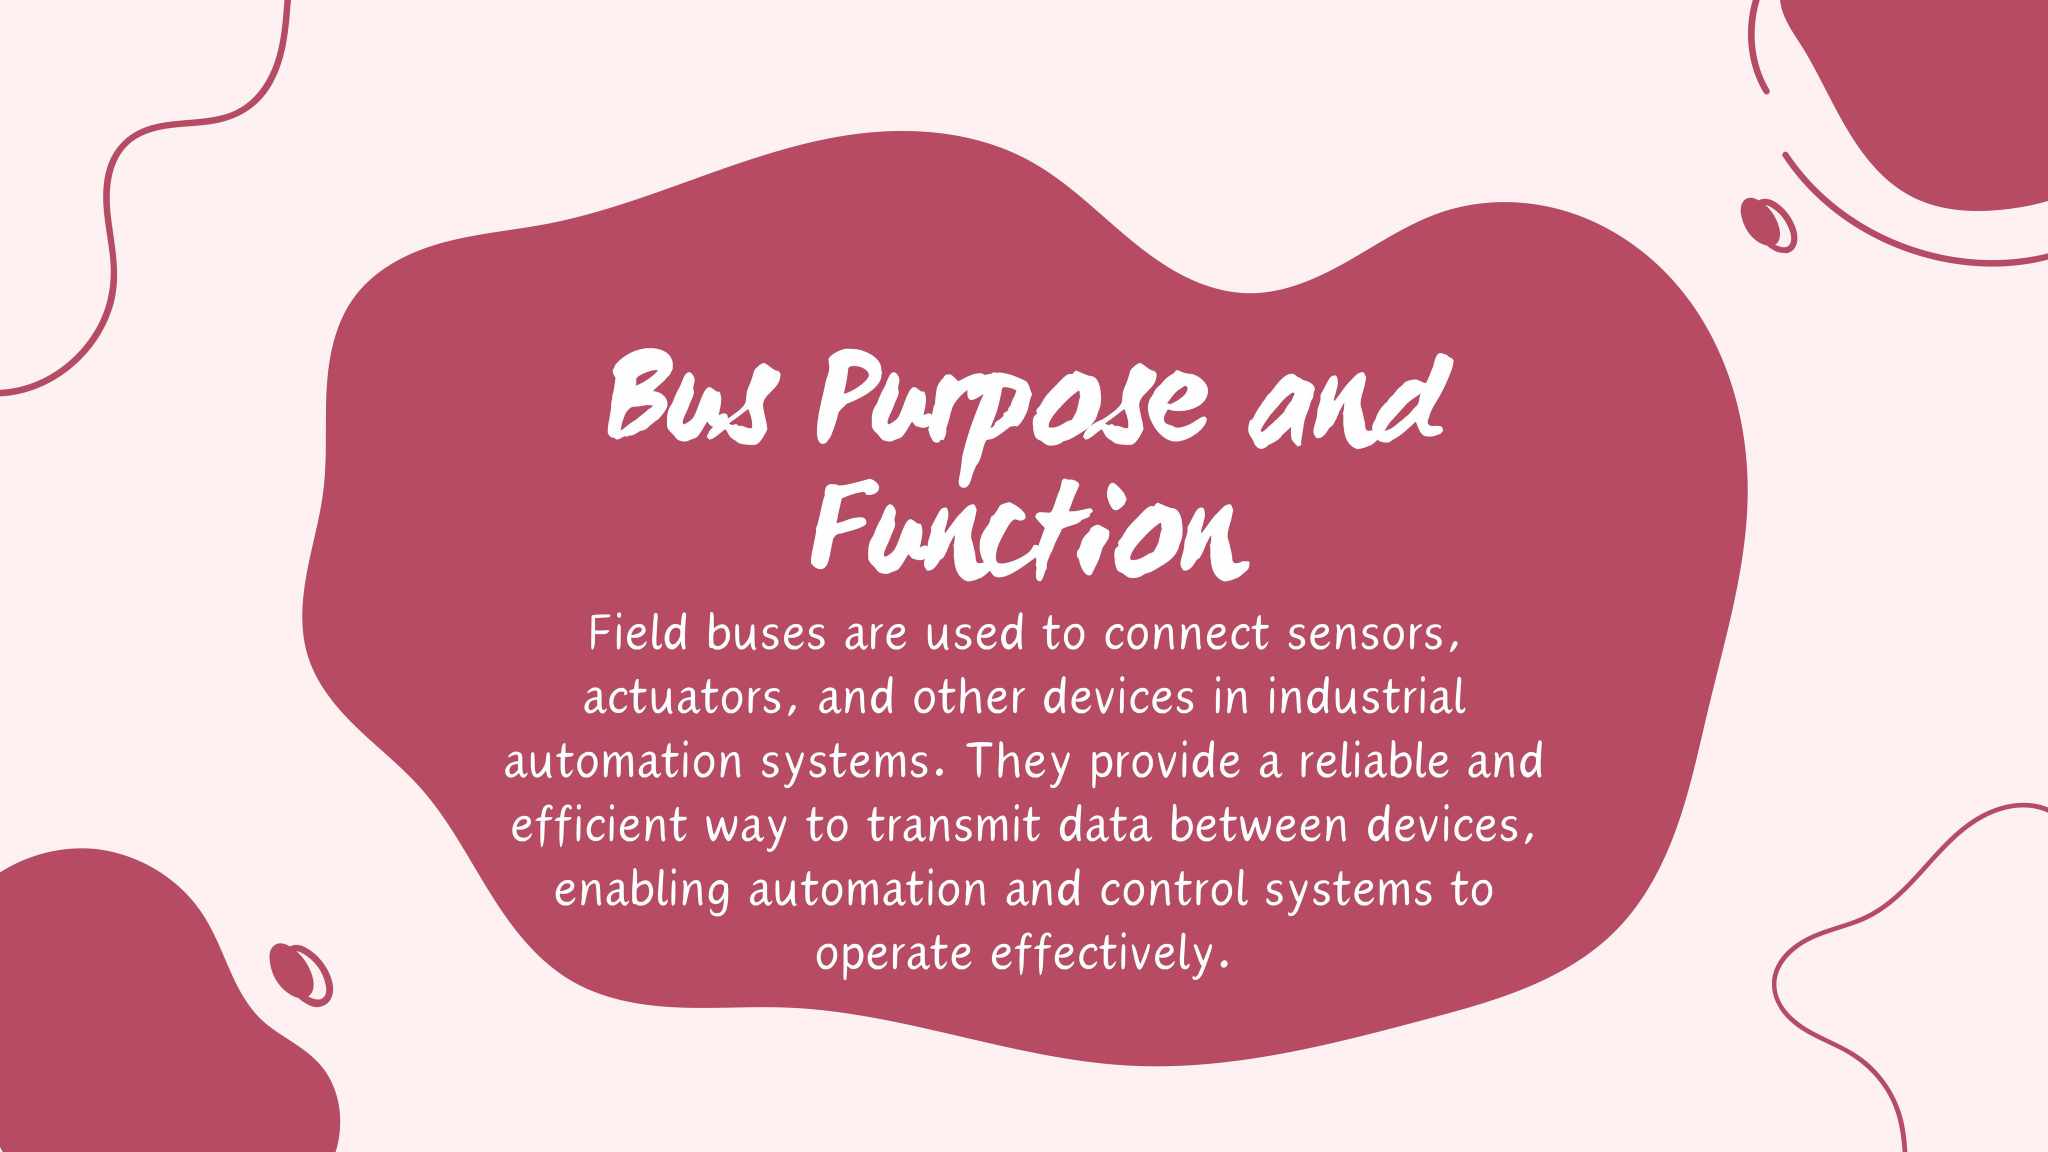 Bus Purpose and
Function
Field buses are used to connect sensors,
actuators, and other devices in industrial
automation systems. They provide a reliable and
efficient way to transmit data between devices,
enabling automation and control systems to
operate effectively.